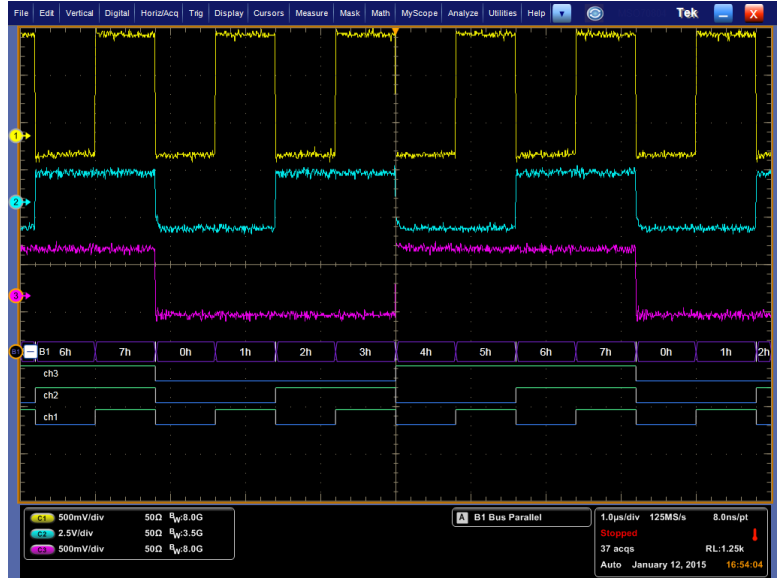 File Edit Vertical Digital Horiz/Acq Trig Display Cursors Measure Mask Math MyScope Analyze Utilities Help Tek X
1
2
3
B1 B1 6h 7h 0h 1h 2h 3h 4h 5h 6h 7h 0h 1h 2h
ch3
ch2
ch1
C1 500mV/div 50Ω BW:8.0G
C2 2.5V/div 50Ω BW:3.5G
C3 500mV/div 50Ω BW:8.0G
A B1 Bus Parallel
1.0µs/div 125MS/s 8.0ns/pt
Stopped
37 acqs RL:1.25k
Auto January 12, 2015 16:54:04